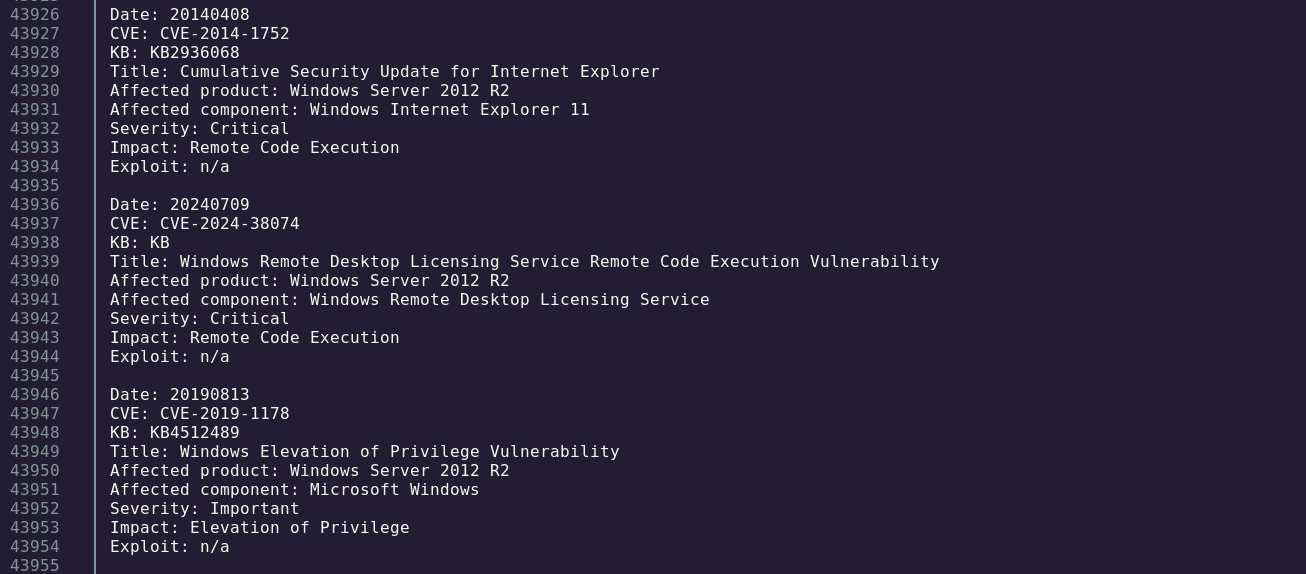 43926 Date: 20140408
43927 CVE: CVE-2014-1752
43928 KB: KB2936068
43929 Title: Cumulative Security Update for Internet Explorer
43930 Affected product: Windows Server 2012 R2
43931 Affected component: Windows Internet Explorer 11
43932 Severity: Critical
43933 Impact: Remote Code Execution
43934 Exploit: n/a
43935
43936 Date: 20240709
43937 CVE: CVE-2024-38074
43938 KB: KB
43939 Title: Windows Remote Desktop Licensing Service Remote Code Execution Vulnerability
43940 Affected product: Windows Server 2012 R2
43941 Affected component: Windows Remote Desktop Licensing Service
43942 Severity: Critical
43943 Impact: Remote Code Execution
43944 Exploit: n/a
43945
43946 Date: 20190813
43947 CVE: CVE-2019-1178
43948 KB: KB4512489
43949 Title: Windows Elevation of Privilege Vulnerability
43950 Affected product: Windows Server 2012 R2
43951 Affected component: Microsoft Windows
43952 Severity: Important
43953 Impact: Elevation of Privilege
43954 Exploit: n/a
43955